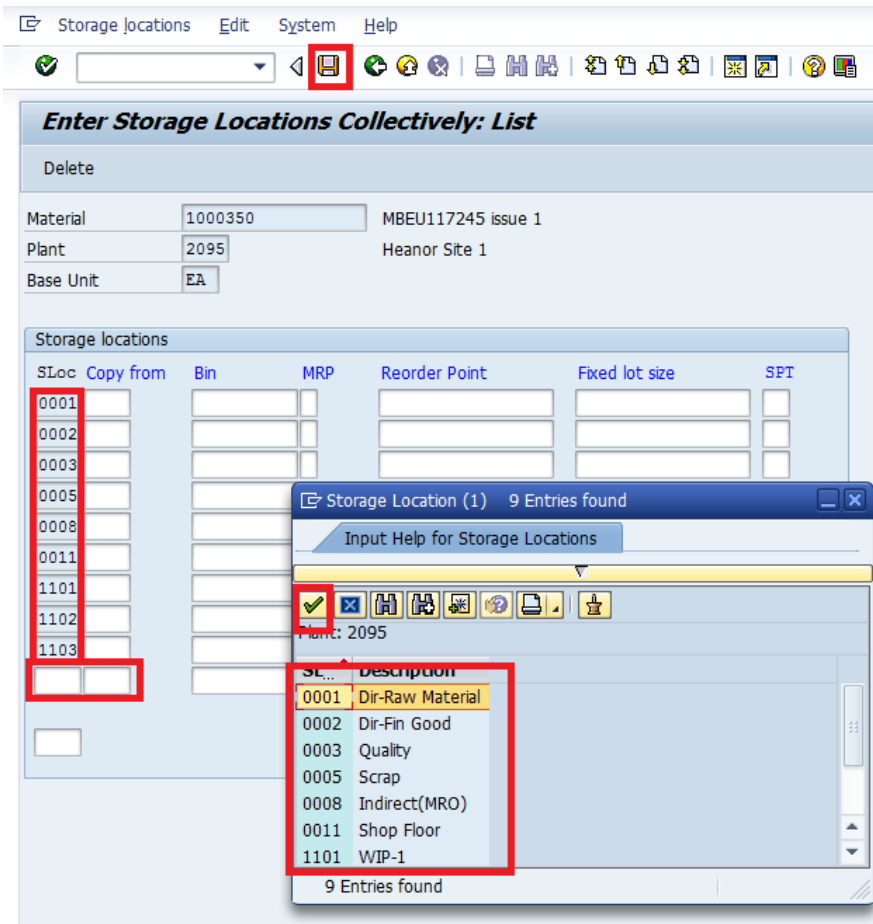 Storage locations Edit System Help
Enter Storage Locations Collectively: List
Delete
Material 1000350 MBEU117245 issue 1
Plant 2095 Heanor Site 1
Base Unit EA
Storage locations
SLoc Copy from Bin MRP Reorder Point Fixed lot size SPT
0001
0002
0003
0005
0008
0011
1101
1102
1103
Storage Location (1) 9 Entries found
Input Help for Storage Locations
Plant: 2095
SL... Description
0001 Dir-Raw Material
0002 Dir-Fin Good
0003 Quality
0005 Scrap
0008 Indirect(MRO)
0011 Shop Floor
1101 WIP-1
9 Entries found